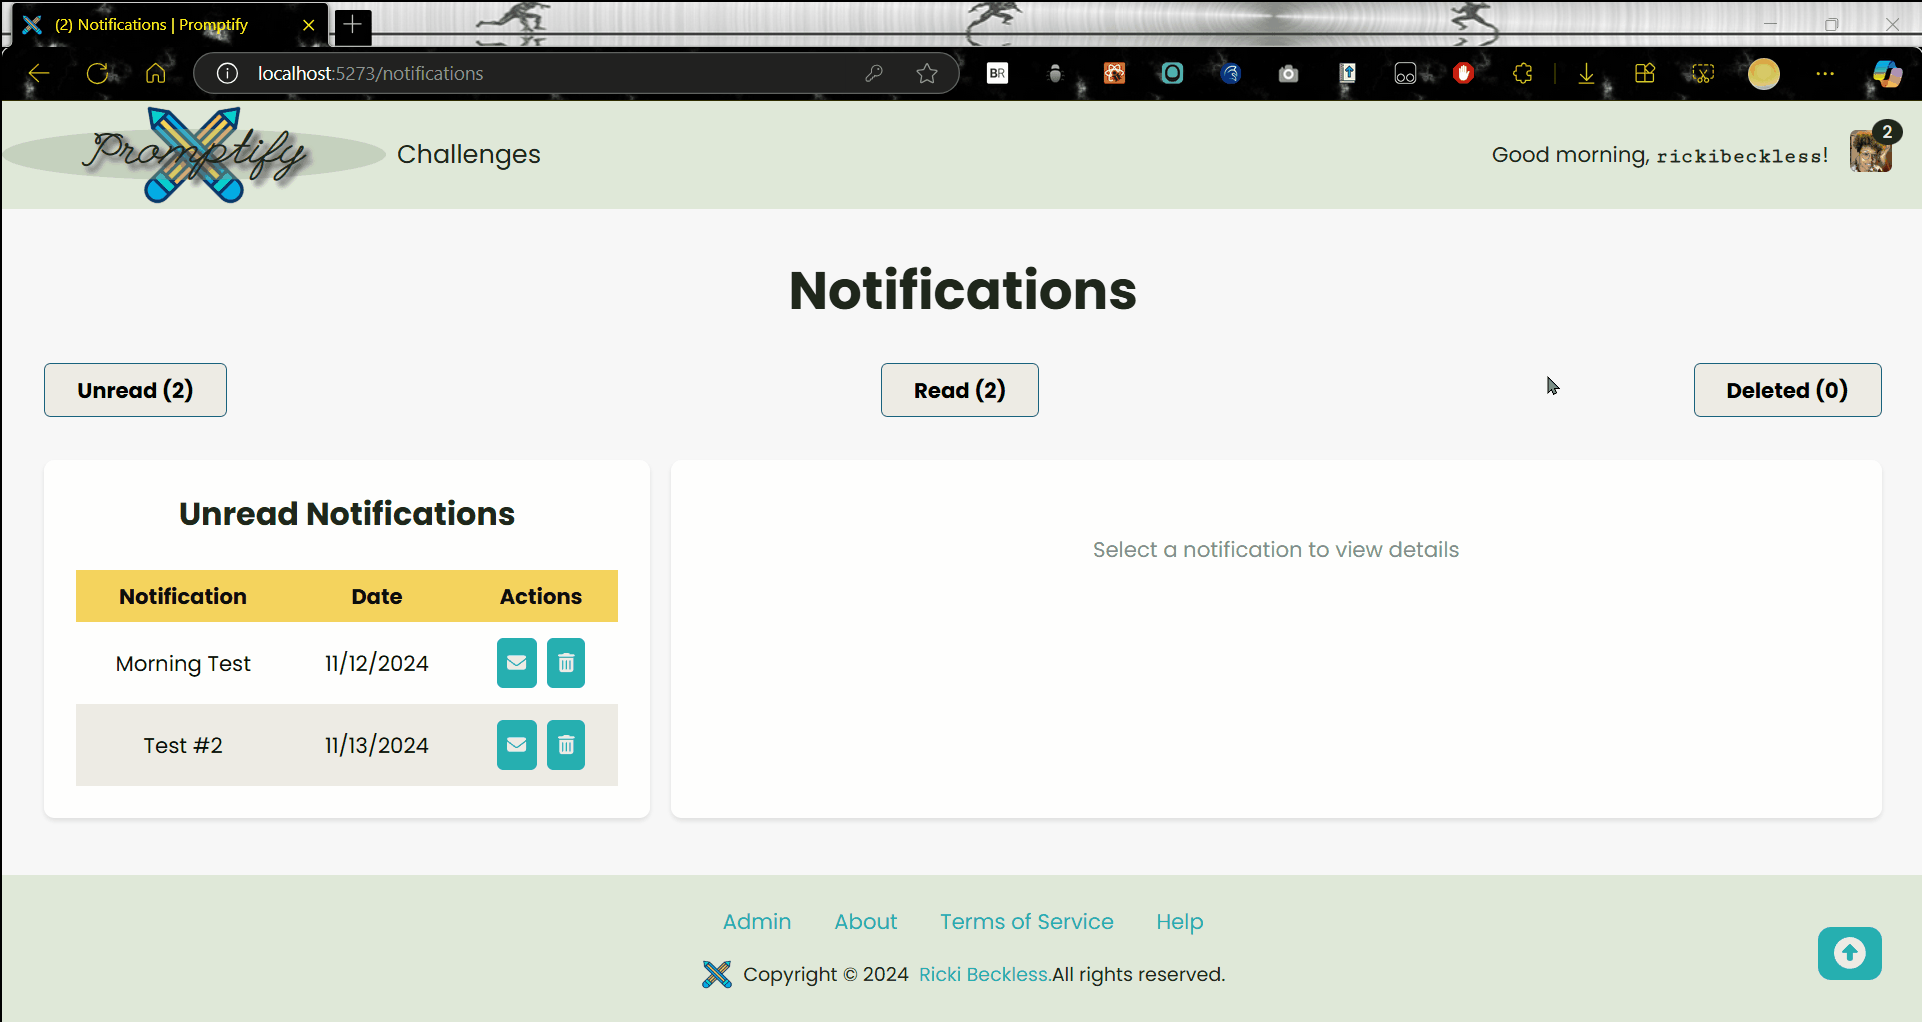 (2) Notifications | Promptify
localhost:5273/notifications
BR
Promptify
Challenges
Good morning, rickibeckless!
2
Notifications
Unread (2)
Read (2)
Deleted (0)
Unread Notifications
Notification Date Actions
Morning Test 11/12/2024
Test #2 11/13/2024
Select a notification to view details
Admin About Terms of Service Help
Copyright © 2024 Ricki Beckless.All rights reserved.